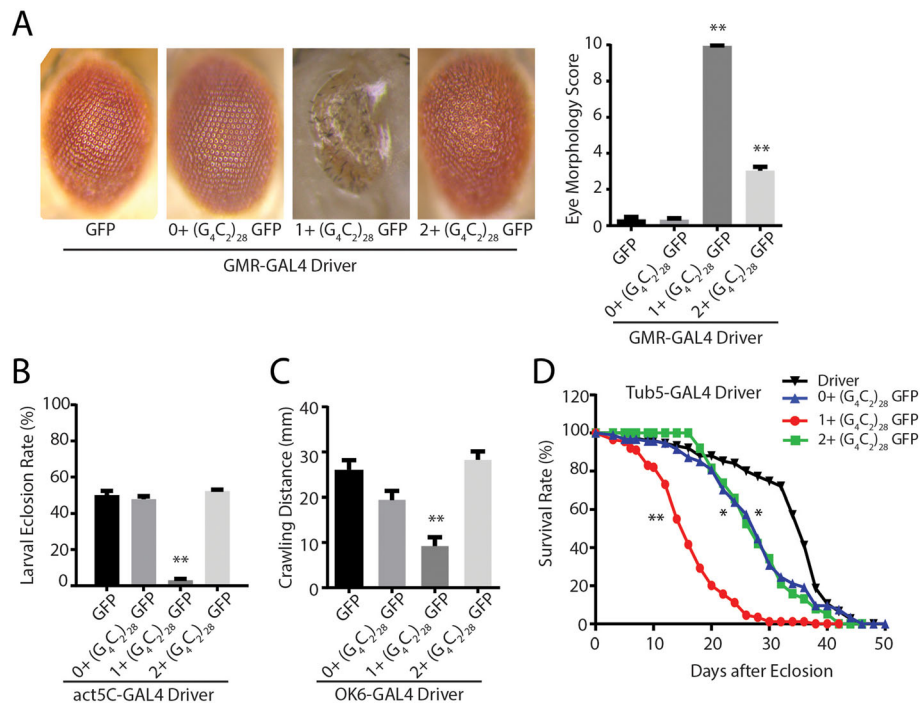 A
GFP
0+ (G₄C₂)₂₈ GFP
1+ (G₄C₂)₂₈ GFP
2+ (G₄C₂)₂₈ GFP
GMR-GAL4 Driver
Eye Morphology Score
10
8
6
4
2
0
**
**
GFP
0+ (G₄C₂)₂₈ GFP
1+ (G₄C₂)₂₈ GFP
2+ (G₄C₂)₂₈ GFP
GMR-GAL4 Driver
B
Larval Eclosion Rate (%)
100
80
60
40
20
0
**
GFP
0+ (G₄C₂)₂₈ GFP
1+ (G₄C₂)₂₈ GFP
2+ (G₄C₂)₂₈ GFP
act5C-GAL4 Driver
C
Crawling Distance (mm)
40
30
20
10
0
**
GFP
0+ (G₄C₂)₂₈ GFP
1+ (G₄C₂)₂₈ GFP
2+ (G₄C₂)₂₈ GFP
OK6-GAL4 Driver
D
Tub5-GAL4 Driver
Driver
0+ (G₄C₂)₂₈ GFP
1+ (G₄C₂)₂₈ GFP
2+ (G₄C₂)₂₈ GFP
Survival Rate (%)
120
100
80
60
40
20
0
**
*
*
0
10
20
30
40
50
Days after Eclosion